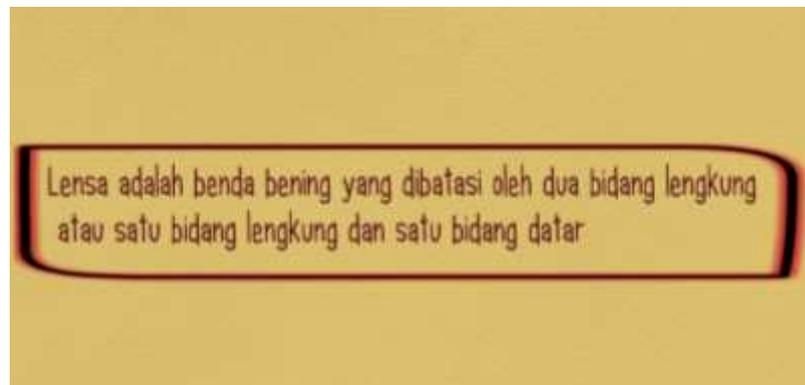 Lensa adalah benda bening yang dibatasi oleh dua bidang lengkung
atau satu bidang lengkung dan satu bidang datar